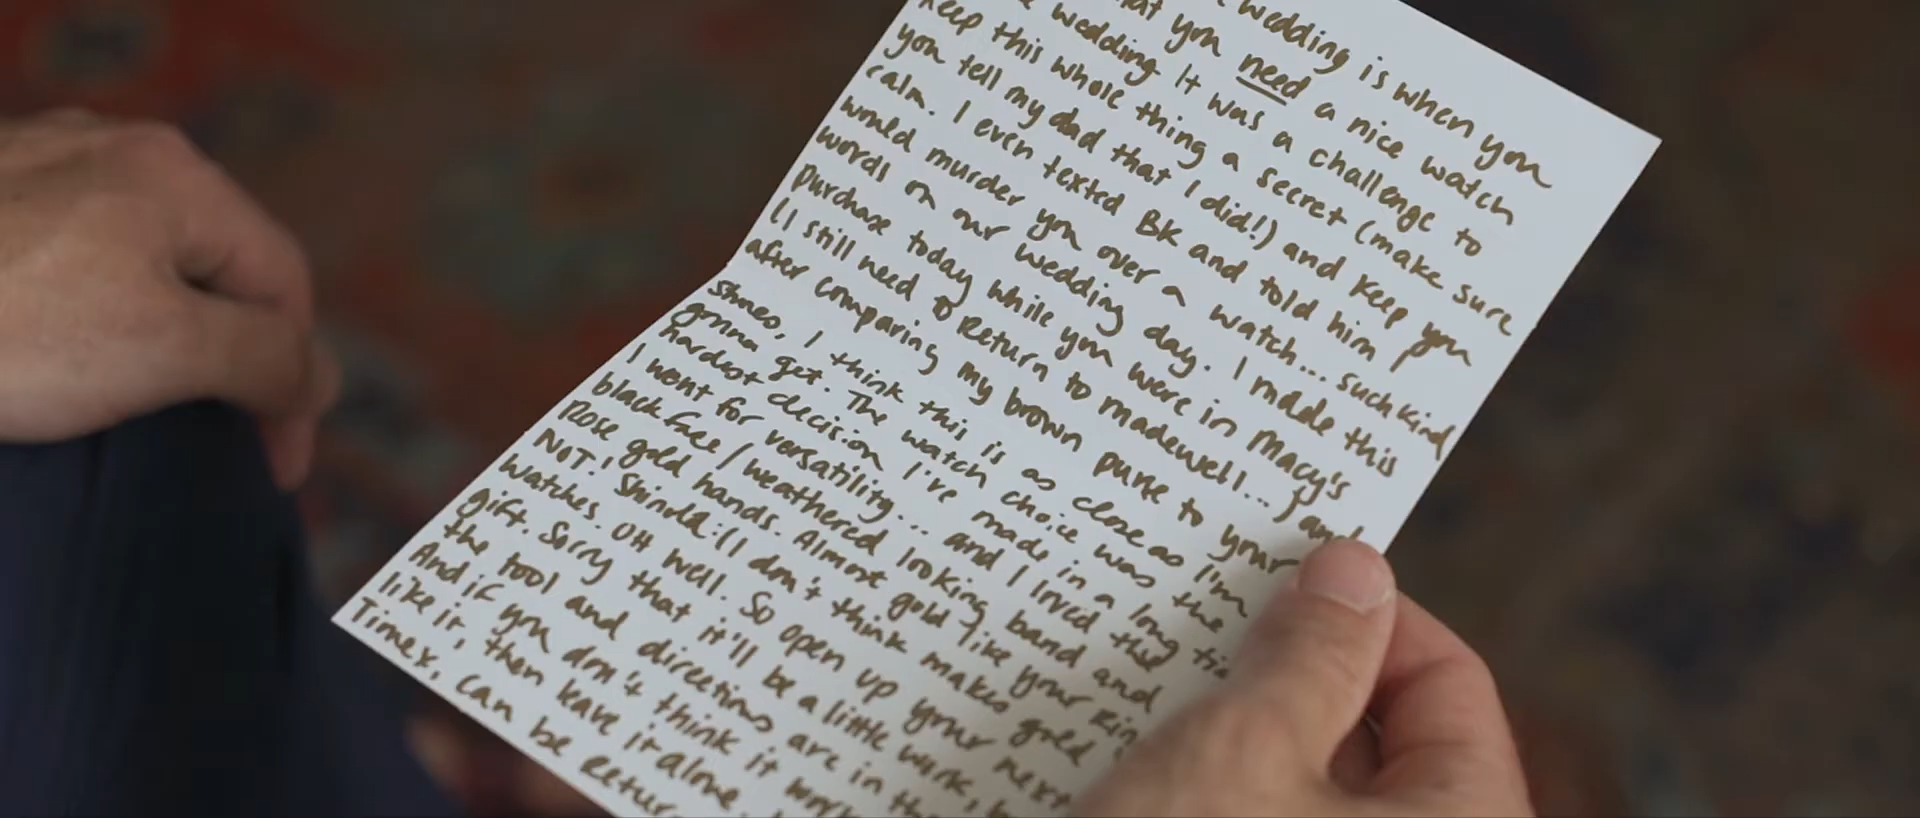 wedding is when you
that you need a nice watch
wedding. It was a challenge to
keep this whole thing a secret (make sure
you tell my dad that I did!) and keep you
calm. I even texted BK and told him I
would murder you over a watch... such kind
words on our wedding day. I made this
purchase today while you were in Macy's
(I still need to Return to madewell...) and
after comparing my brown purse to your
shoes, I think this is as close as I'm
gonna get. The watch choice was the
hardest decision I've made in a long
I went for versatility... and I loved the
black face / weathered looking band and
Rose gold hands. Almost gold like your
NOT! Shinola :( I don't think makes gold
watches. Oh well. So open up your next
gift. Sorry that it'll be a little work,
the tool and directions are in
And if you don't think it
like it, then leave it alone
Timex, can be